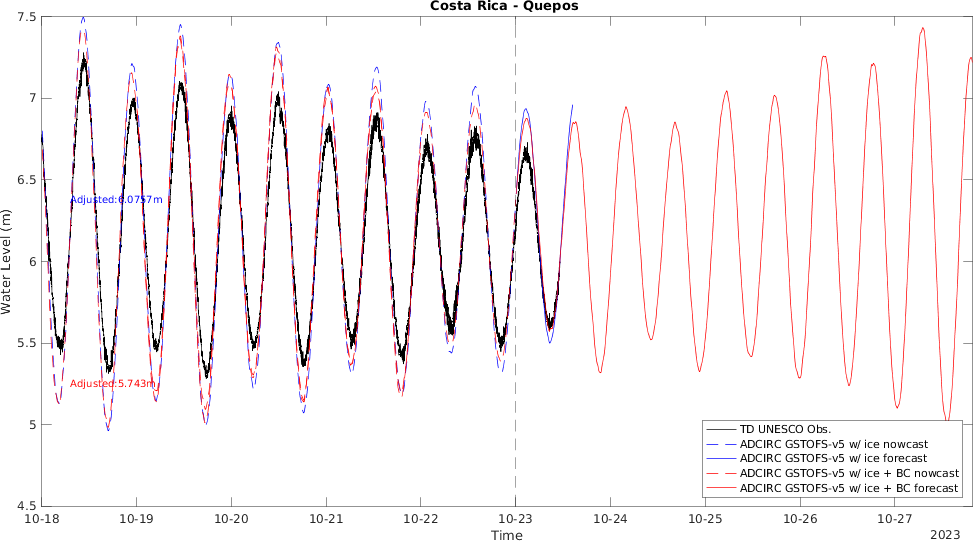 Costa Rica - Quepos
7.5
7
6.5
6
5.5
5
4.5
Water Level (m)
Adjusted:6.0757m
Adjusted:5.743m
TD UNESCO Obs.
ADCIRC GSTOFS-v5 w/ ice nowcast
ADCIRC GSTOFS-v5 w/ ice forecast
ADCIRC GSTOFS-v5 w/ ice + BC nowcast
ADCIRC GSTOFS-v5 w/ ice + BC forecast
10-18 10-19 10-20 10-21 10-22 10-23 10-24 10-25 10-26 10-27
Time
2023